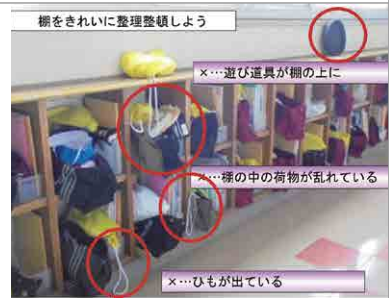 棚をきれいに整理整頓しよう
×…遊び道具が棚の上に
×…棚の中の荷物が乱れている
×…ひもが出ている